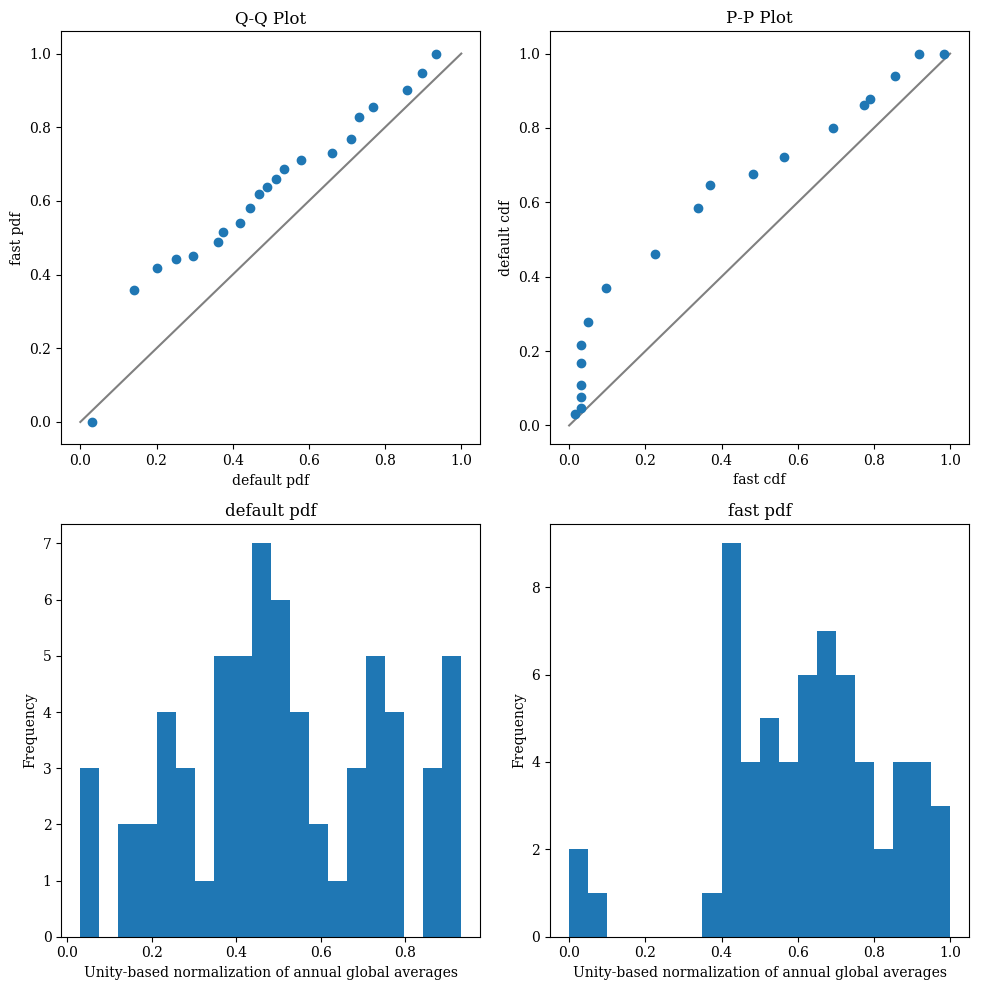 Q-Q Plot
1.0
0.8
0.6
0.4
0.2
0.0
fast pdf
0.0 0.2 0.4 0.6 0.8 1.0
default pdf
P-P Plot
1.0
0.8
0.6
0.4
0.2
0.0
default cdf
0.0 0.2 0.4 0.6 0.8 1.0
fast cdf
default pdf
7
6
5
4
3
2
1
0
Frequency
0.0 0.2 0.4 0.6 0.8
Unity-based normalization of annual global averages
fast pdf
8
6
4
2
0
Frequency
0.0 0.2 0.4 0.6 0.8 1.0
Unity-based normalization of annual global averages